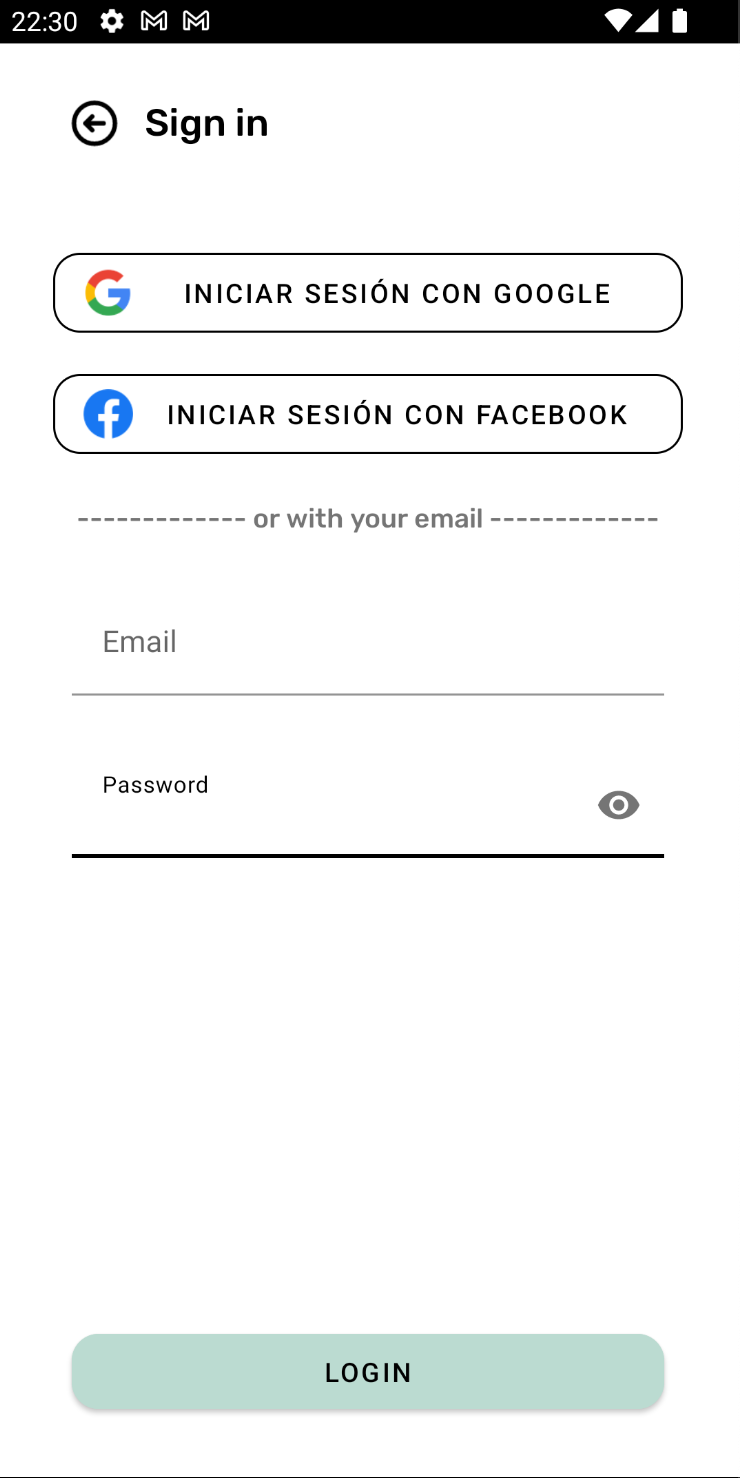 22:30
Sign in
INICIAR SESIÓN CON GOOGLE
INICIAR SESIÓN CON FACEBOOK
------------- or with your email -------------
Email
Password
LOGIN